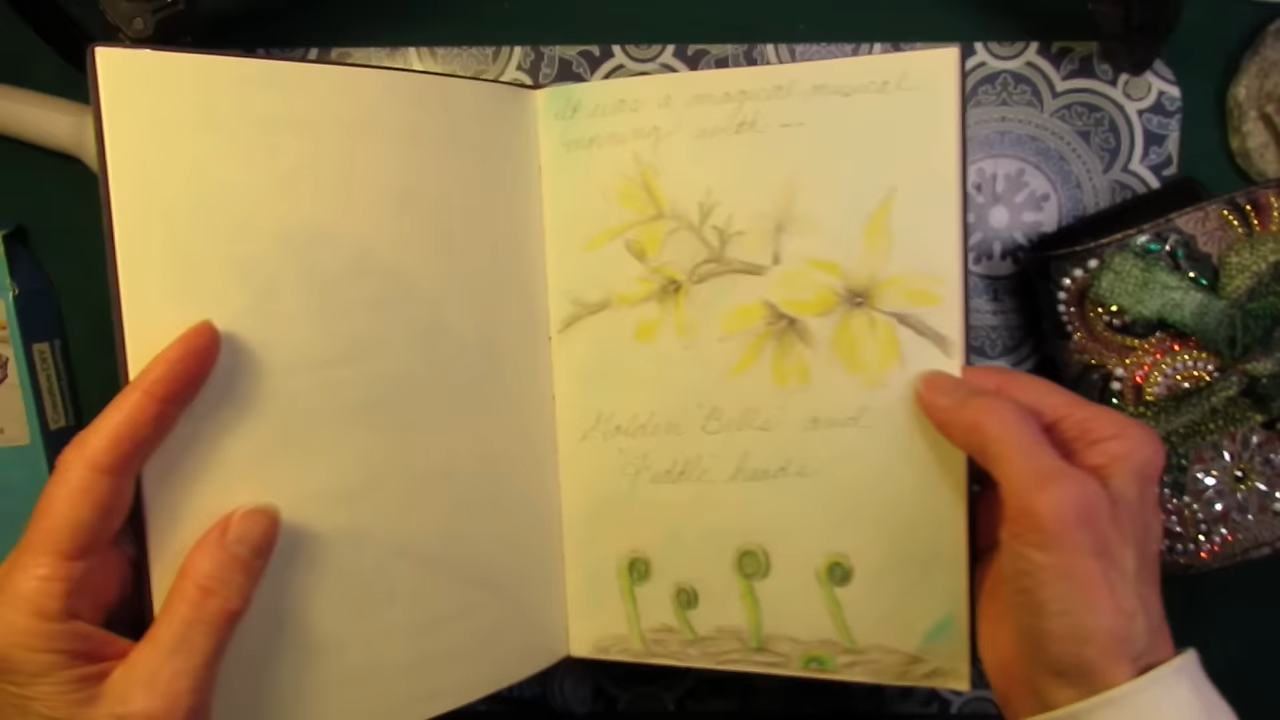 It was a magical musical
morning with —
Golden 'Bells' and
'Fiddle' heads